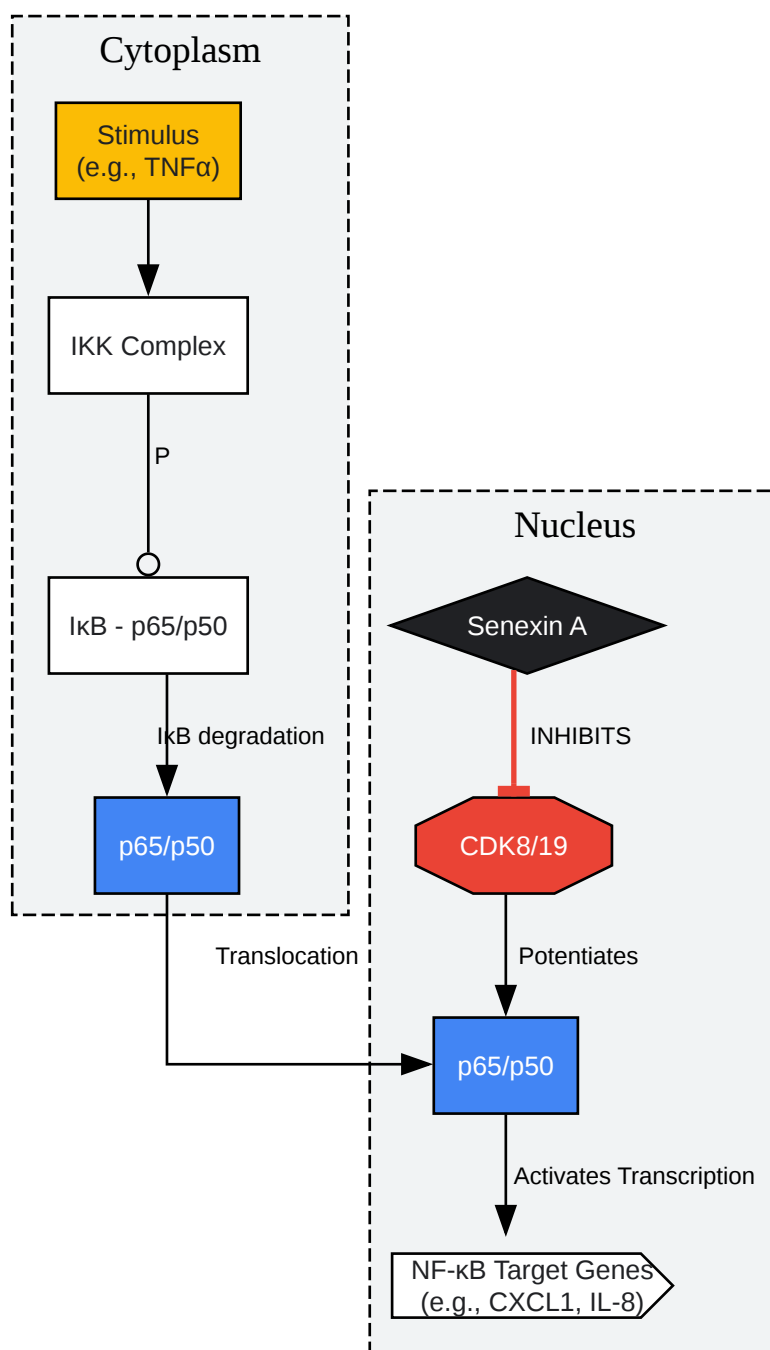 Cytoplasm
Stimulus
(e.g., TNFα)
IKK Complex
P
IκB - p65/p50
IκB degradation
p65/p50
Translocation
Nucleus
Senexin A
INHIBITS
CDK8/19
Potentiates
p65/p50
Activates Transcription
NF-κB Target Genes
(e.g., CXCL1, IL-8)